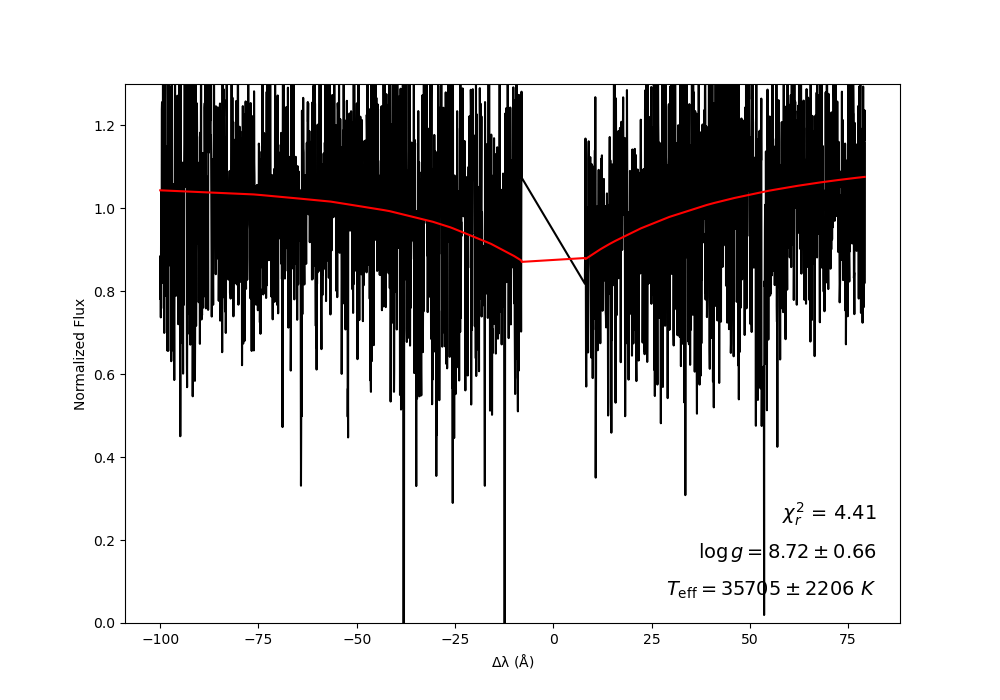 1.2
1.0
0.8
0.6
0.4
0.2
0.0
Normalized Flux
χ²ᵣ = 4.41
log g = 8.72 ± 0.66
T_eff = 35705 ± 2206 K
−100 −75 −50 −25 0 25 50 75
Δλ (Å)